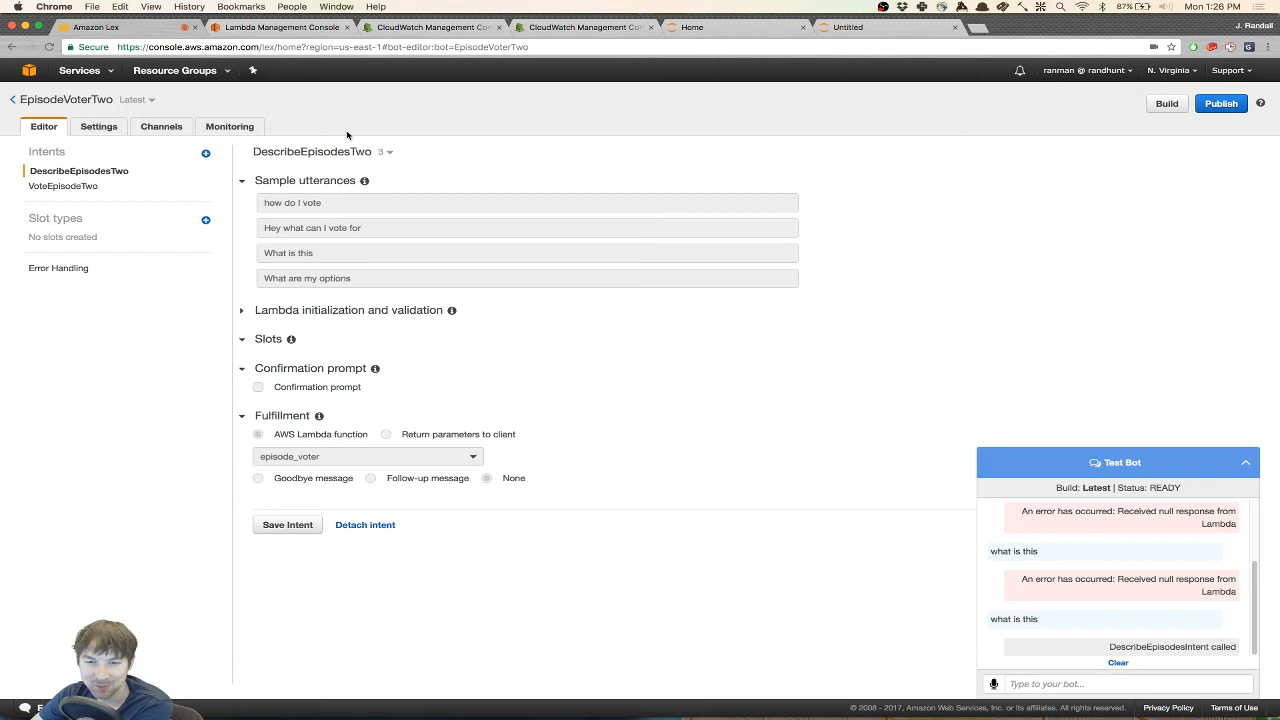 Chrome File Edit View History Bookmarks People Window Help 87% Mon 1:26 PM
Amazon Lex Lambda Management Console CloudWatch Management Con CloudWatch Management Con Home Untitled J. Randall
Secure https://console.aws.amazon.com/lex/home?region=us-east-1#bot-editor:bot=EpisodeVoterTwo
Services Resource Groups ranman @ randhunt N. Virginia Support
EpisodeVoterTwo Latest Build Publish
Editor Settings Channels Monitoring
Intents
DescribeEpisodesTwo
VoteEpisodeTwo
Slot types
No slots created
Error Handling
DescribeEpisodesTwo 3
Sample utterances
how do I vote
Hey what can I vote for
What is this
What are my options
Lambda initialization and validation
Slots
Confirmation prompt
Confirmation prompt
Fulfillment
AWS Lambda function Return parameters to client
episode_voter
Goodbye message Follow-up message None
Save Intent Detach intent
Test Bot
Build: Latest | Status: READY
An error has occurred: Received null response from
Lambda
what is this
An error has occurred: Received null response from
Lambda
what is this
DescribeEpisodesIntent called
Clear
Type to your bot...
© 2008 - 2017, Amazon Web Services, Inc. or its affiliates. All rights reserved. Privacy Policy Terms of Use